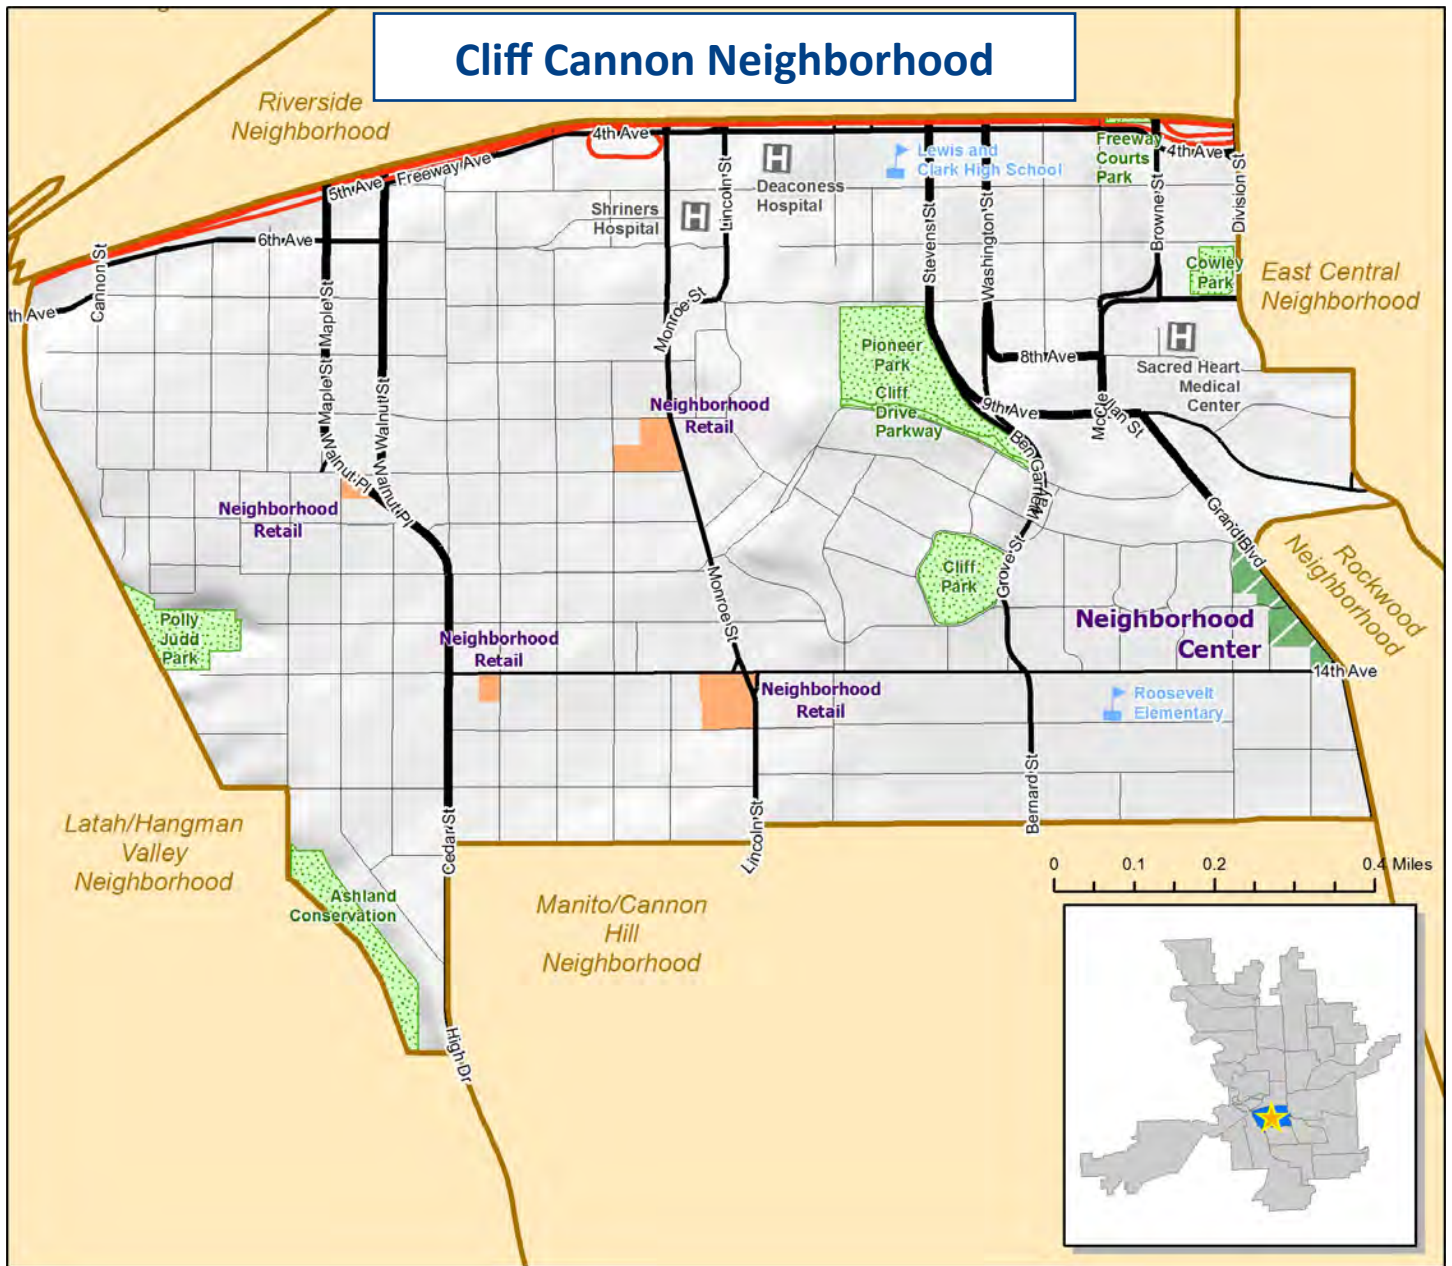 Cliff Cannon Neighborhood
Riverside
Neighborhood
4th Ave
5th Ave
Freeway Ave
6th Ave
Cannon St
th Ave
Maple St
Maple St
Walnut St
Walnut Pl
Walnut Pl
Shriners
Hospital
H
H
Deaconess
Hospital
Lincoln St
Monroe St
Lewis and
Clark High School
Stevens St
Washington St
Freeway
Courts
Park
4th Ave
Browne St
Division St
Cowley
Park
East Central
Neighborhood
H
Sacred Heart
Medical
Center
8th Ave
9th Ave
McClellan St
Pioneer
Park
Cliff
Drive
Parkway
Ben Garnett
Way
Grove St
Grand Blvd
Rockwood
Neighborhood
Neighborhood
Retail
Neighborhood
Retail
Cliff
Park
Monroe St
Polly
Judd
Park
Neighborhood
Retail
Neighborhood
Center
14th Ave
Neighborhood
Retail
Roosevelt
Elementary
Cedar St
Lincoln St
Bernard St
Latah/Hangman
Valley
Neighborhood
Ashland
Conservation
Manito/Cannon
Hill
Neighborhood
High Dr
0 0.1 0.2 0.4 Miles